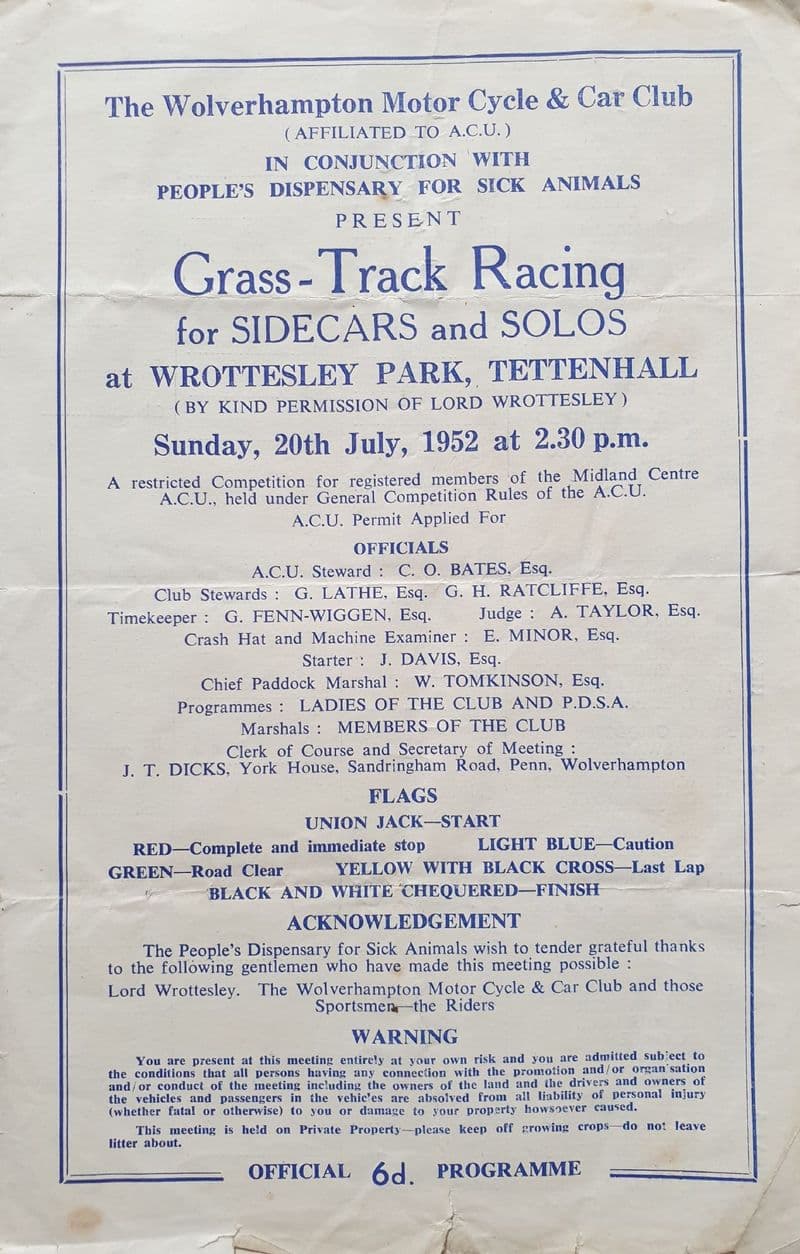 The Wolverhampton Motor Cycle & Car Club
(AFFILIATED TO A.C.U.)
IN CONJUNCTION WITH
PEOPLE'S DISPENSARY FOR SICK ANIMALS
PRESENT
Grass-Track Racing
for SIDECARS and SOLOS
at WROTTESLEY PARK, TETTENHALL
(BY KIND PERMISSION OF LORD WROTTESLEY)
Sunday, 20th July, 1952 at 2.30 p.m.
A restricted Competition for registered members of the Midland Centre
A.C.U., held under General Competition Rules of the A.C.U.
A.C.U. Permit Applied For
OFFICIALS
A.C.U. Steward : C. O. BATES, Esq.
Club Stewards : G. LATHE, Esq. G. H. RATCLIFFE, Esq.
Timekeeper : G. FENN-WIGGEN, Esq. Judge : A. TAYLOR, Esq.
Crash Hat and Machine Examiner : E. MINOR, Esq.
Starter : J. DAVIS, Esq.
Chief Paddock Marshal : W. TOMKINSON, Esq.
Programmes : LADIES OF THE CLUB AND P.D.S.A.
Marshals : MEMBERS OF THE CLUB
Clerk of Course and Secretary of Meeting :
J. T. DICKS, York House, Sandringham Road, Penn, Wolverhampton
FLAGS
UNION JACK—START
RED—Complete and immediate stop LIGHT BLUE—Caution
GREEN—Road Clear YELLOW WITH BLACK CROSS—Last Lap
BLACK AND WHITE CHEQUERED—FINISH
ACKNOWLEDGEMENT
The People's Dispensary for Sick Animals wish to tender grateful thanks
to the following gentlemen who have made this meeting possible :
Lord Wrottesley. The Wolverhampton Motor Cycle & Car Club and those
Sportsmen—the Riders
WARNING
You are present at this meeting entirely at your own risk and you are admitted subject to
the conditions that all persons having any connection with the promotion and/or organisation
and/or conduct of the meeting including the owners of the land and the drivers and owners of
the vehicles and passengers in the vehicles are absolved from all liability of personal injury
(whether fatal or otherwise) to you or damage to your property howsoever caused.
This meeting is held on Private Property—please keep off growing crops—do not leave
litter about.
OFFICIAL 6d. PROGRAMME